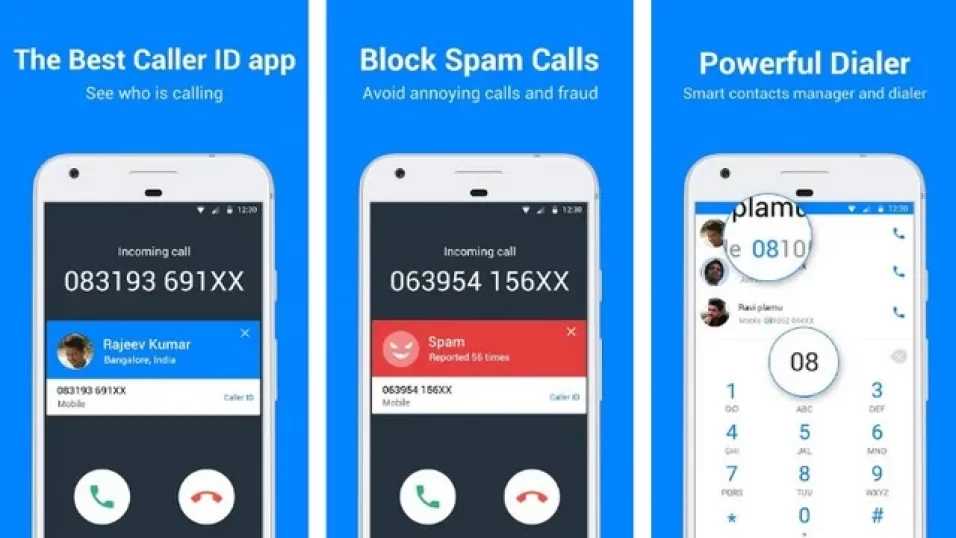 The Best Caller ID app
See who is calling
12:30
Incoming call
083193 691XX
Rajeev Kumar
Bangalore, India
083193 691XX
Mobile
Caller ID
Block Spam Calls
Avoid annoying calls and fraud
12:30
Incoming call
063954 156XX
Spam
Reported 56 times
063954 156XX
Mobile
Caller ID
Powerful Dialer
Smart contacts manager and dialer
12:30
plamu
0810
Ravi plamu
Mobile
08
1
2
3
ABC
DEF
4
5
6
GHI
JKL
MNO
7
8
9
PQRS
TUV
WXYZ
*
0
#
+